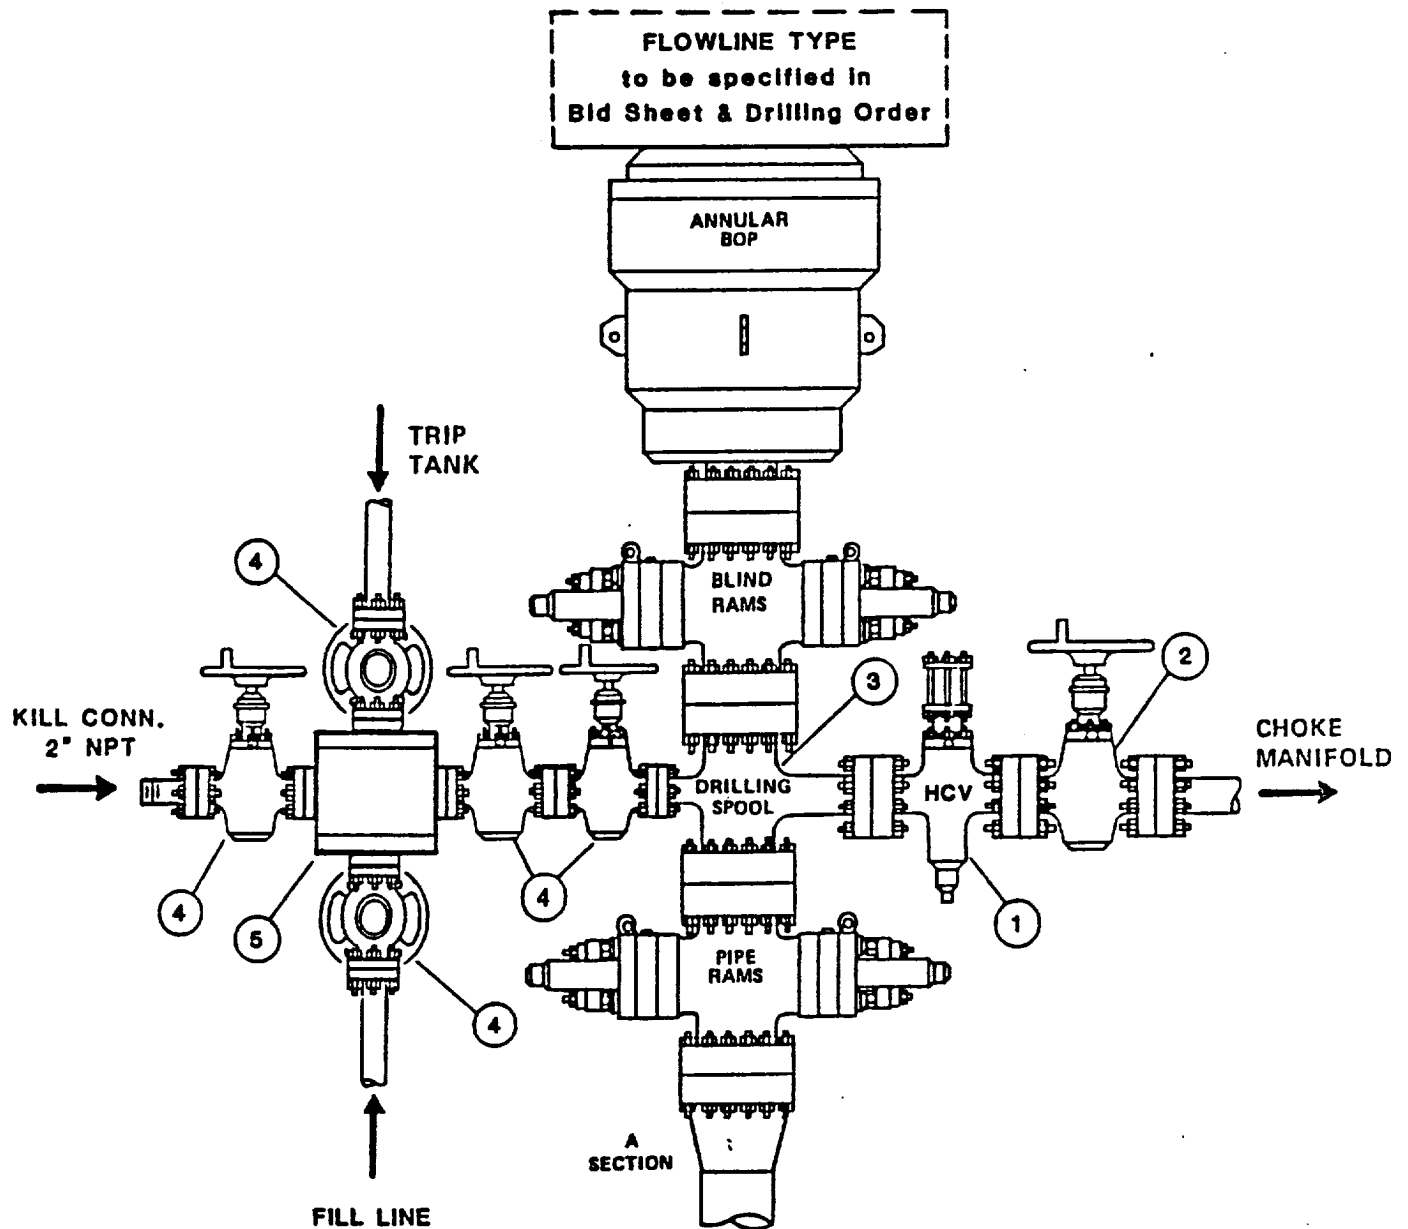 FLOWLINE TYPE
to be specified in
Bid Sheet & Drilling Order
ANNULAR
BOP
TRIP
TANK
4
BLIND
RAMS
2
3
KILL CONN.
2" NPT
CHOKE
MANIFOLD
DRILLING
SPOOL
HCV
4
4
5
1
PIPE
RAMS
4
A
SECTION
FILL LINE